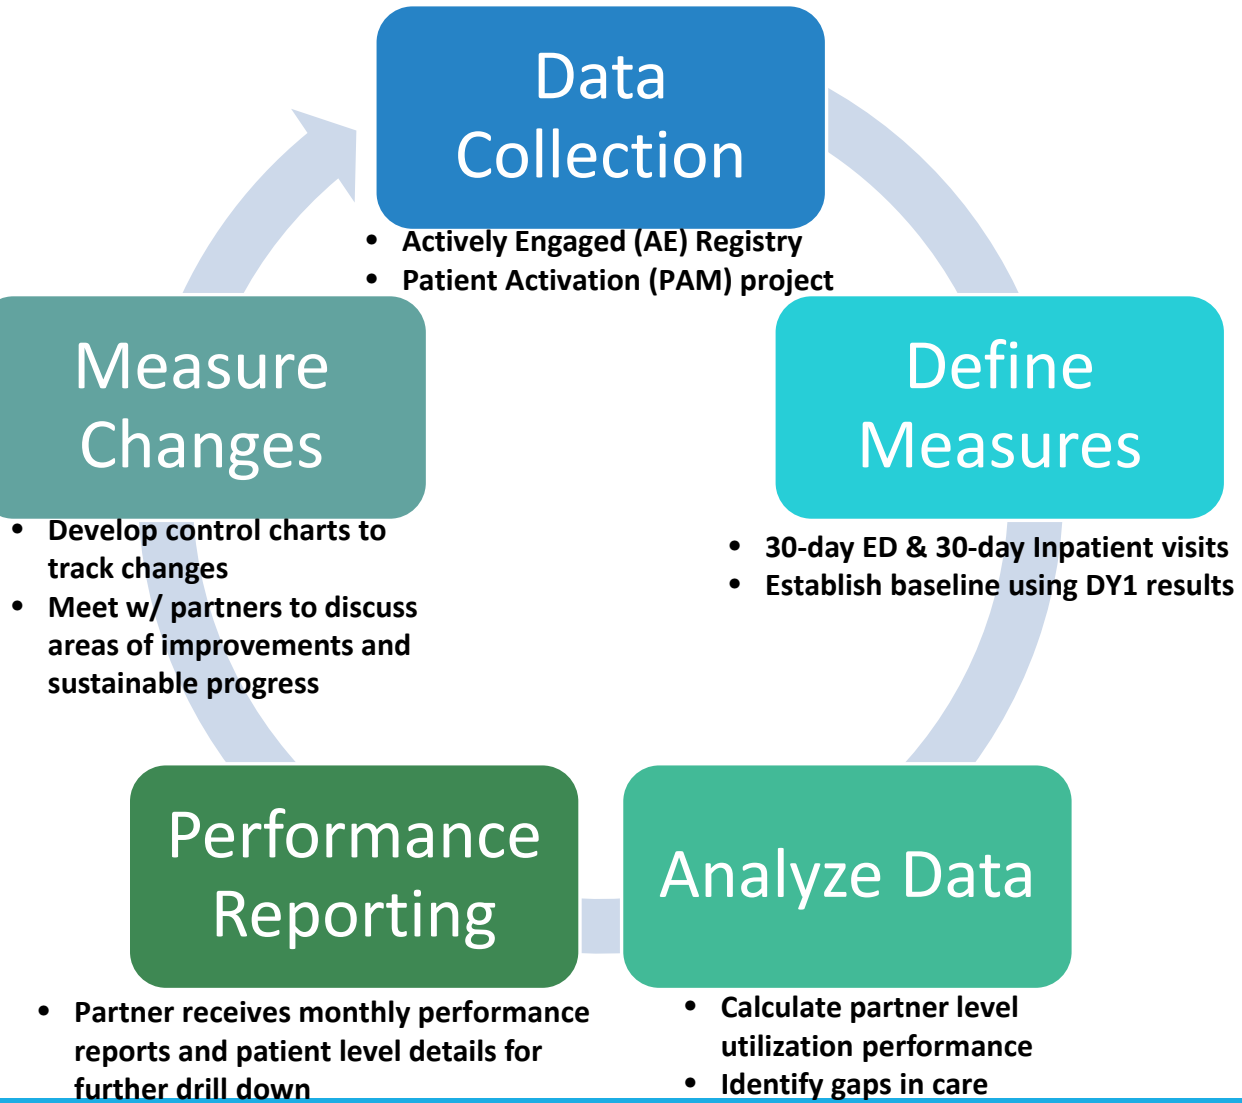 Data
Collection
• Actively Engaged (AE) Registry
• Patient Activation (PAM) project
Define
Measures
• 30-day ED & 30-day Inpatient visits
• Establish baseline using DY1 results
Analyze Data
• Calculate partner level
utilization performance
• Identify gaps in care
Performance
Reporting
• Partner receives monthly performance
reports and patient level details for
further drill down
Measure
Changes
• Develop control charts to
track changes
• Meet w/ partners to discuss
areas of improvements and
sustainable progress